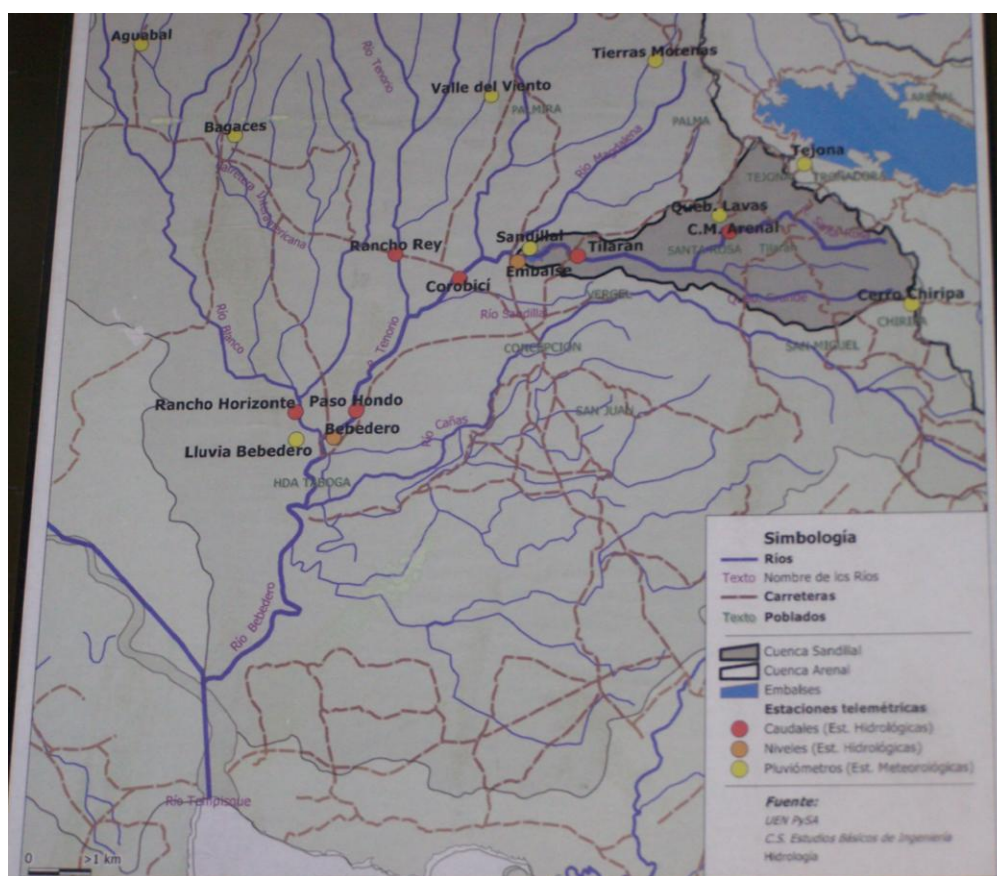 Aguabal
Río Tenorio
Tierras Morenas
Valle del Viento
PALMIRA
Bagaces
PALMA
Río Magdalena
Tejona
TEJONA
TRONADORA
Carretera Interamericana
Queb. Lavas
C.M. Arenal
Sandillal
Rancho Rey
Tilarán
SANTA ROSA
Embalse
Corobicí
VERGEL
Cerro Chiripa
CHIRIPA
Río Blanco
Río Sandillal
CONCEPCIÓN
SAN MIGUEL
Tenorio
Rancho Horizonte
Paso Hondo
SAN JUAN
Bebedero
Río Cañas
Lluvia Bebedero
HDA TABOGA
Río Bebedero
Río Tempisque
0 >1 km
Simbología
Ríos
Texto Nombre de los Ríos
Carreteras
Texto Poblados
Cuenca Sandillal
Cuenca Arenal
Embalses
Estaciones telemétricas
Caudales (Est. Hidrológicas)
Niveles (Est. Hidrológicas)
Pluviómetros (Est. Meteorológicas)
Fuente:
UEN PySA
C.S. Estudios Básicos de Ingeniería
Hidrología